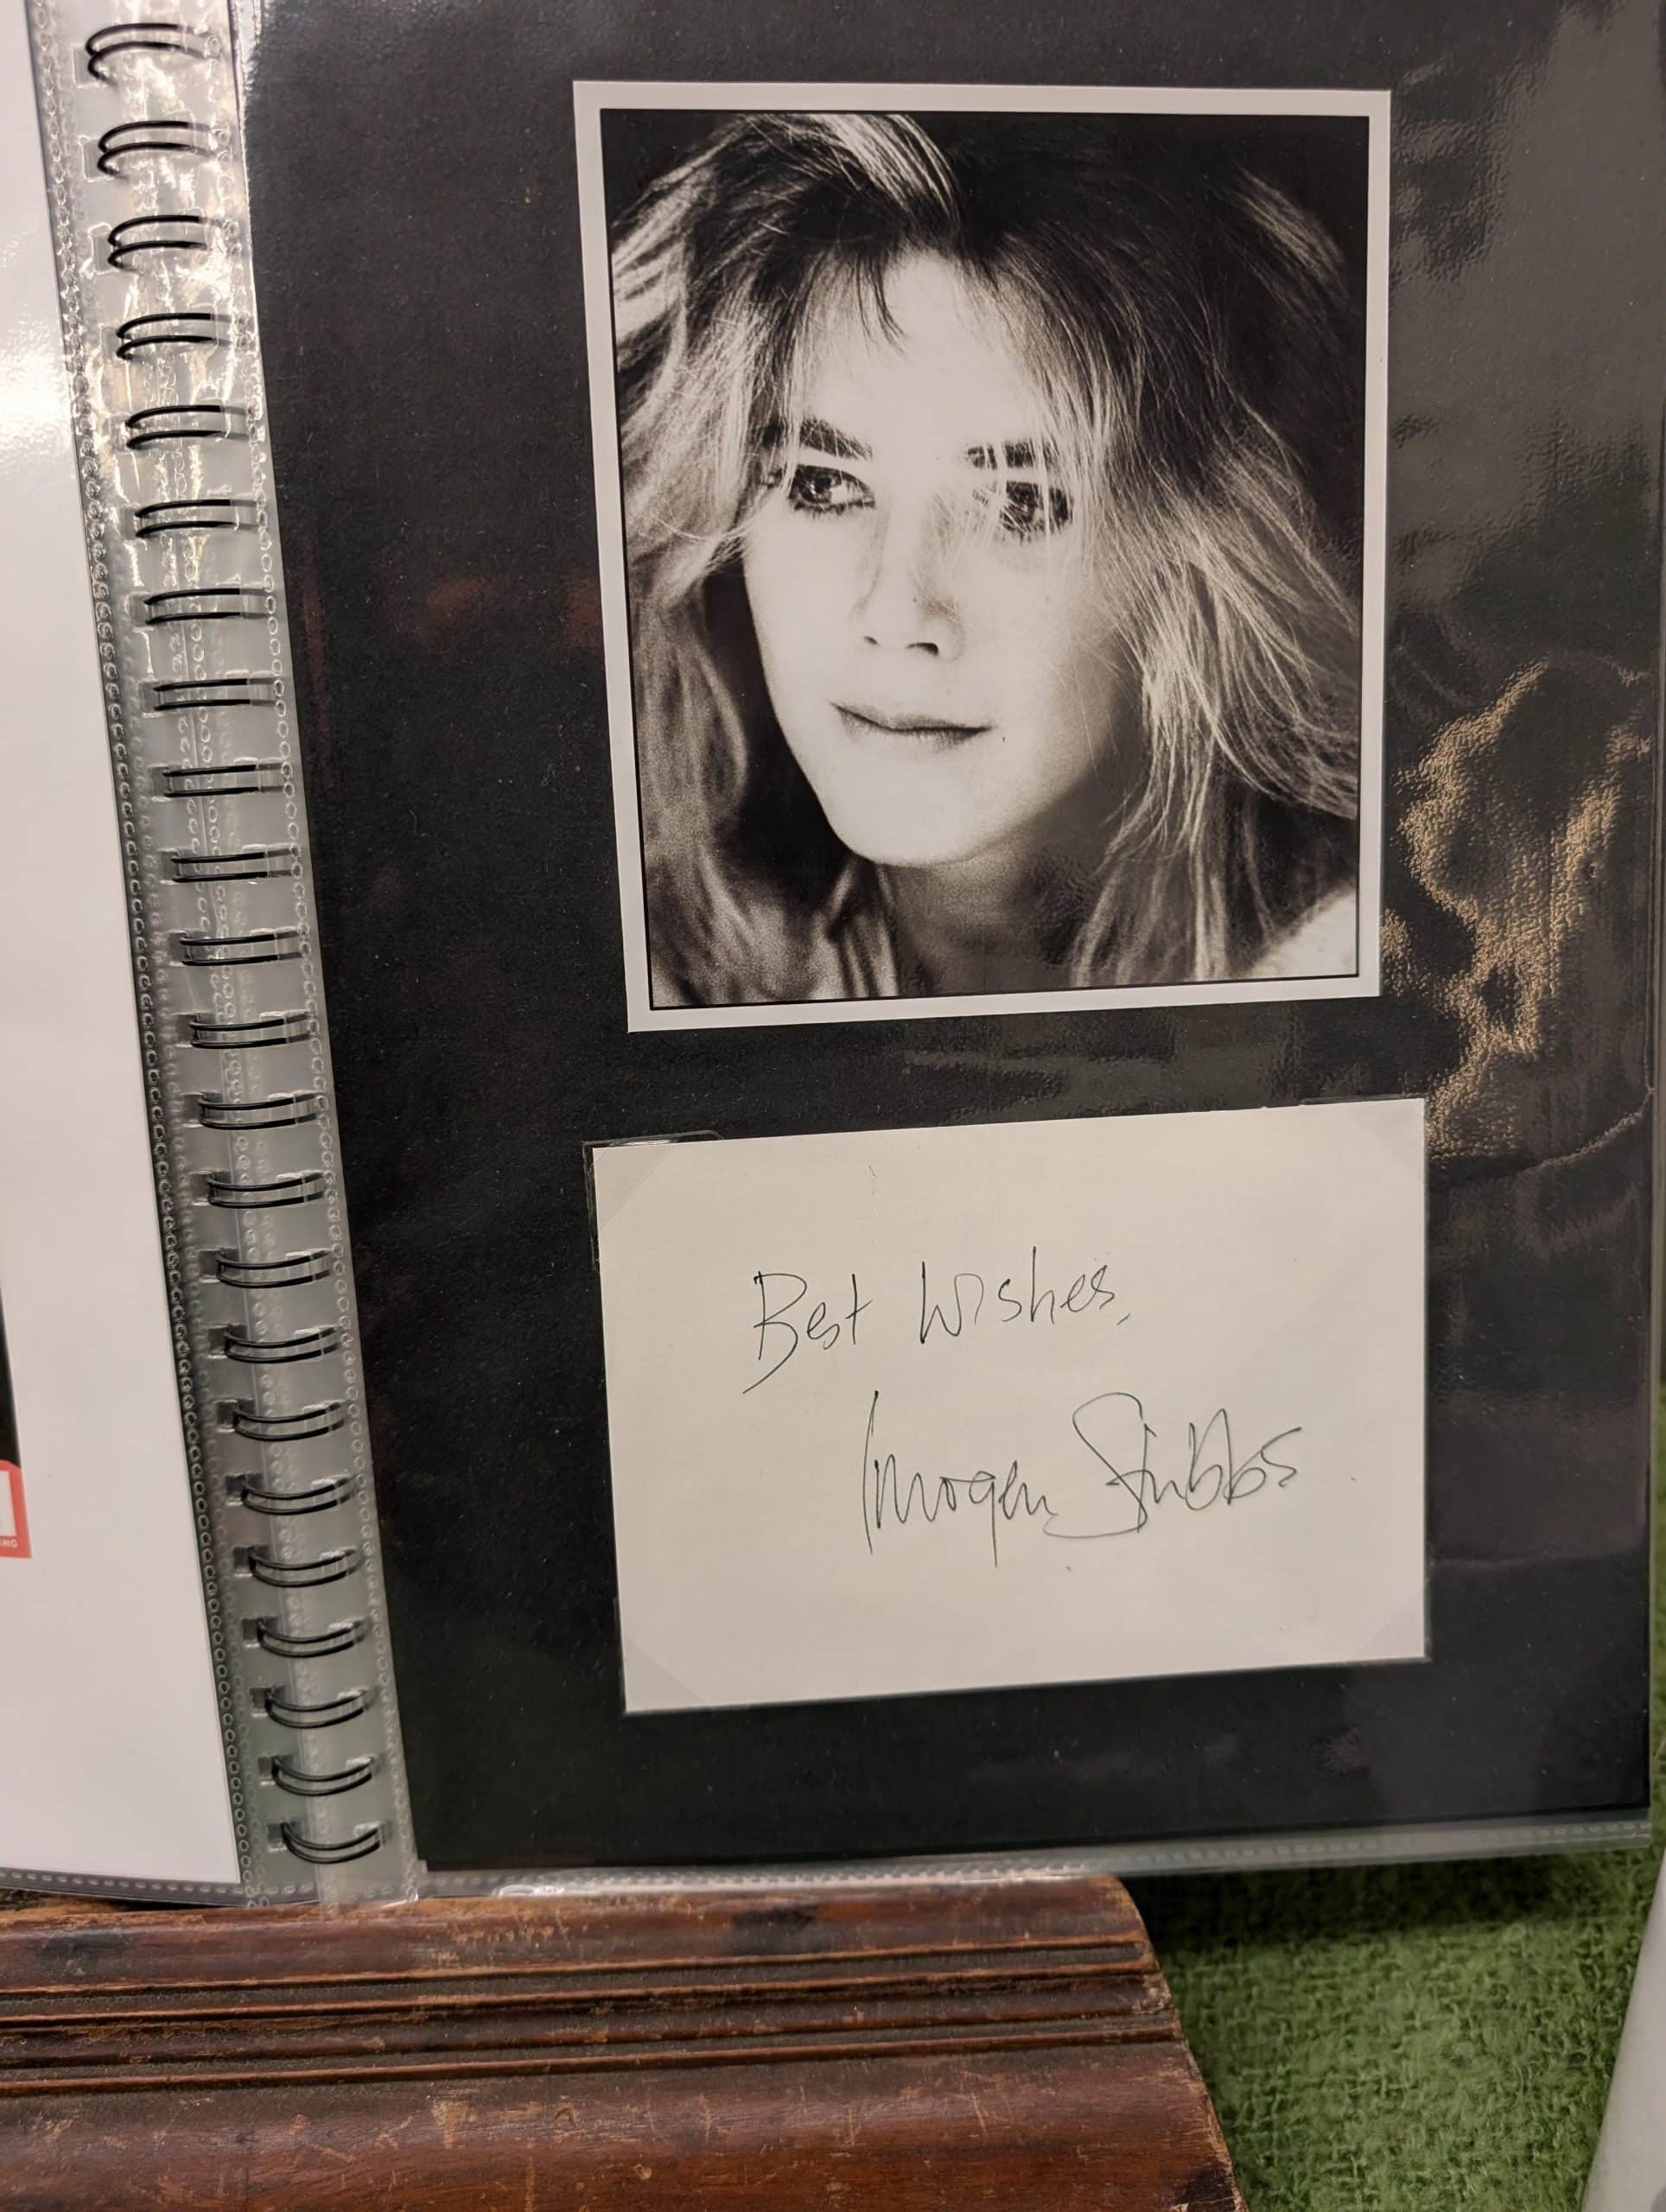 Best Wishes,
Imogen Stubbs